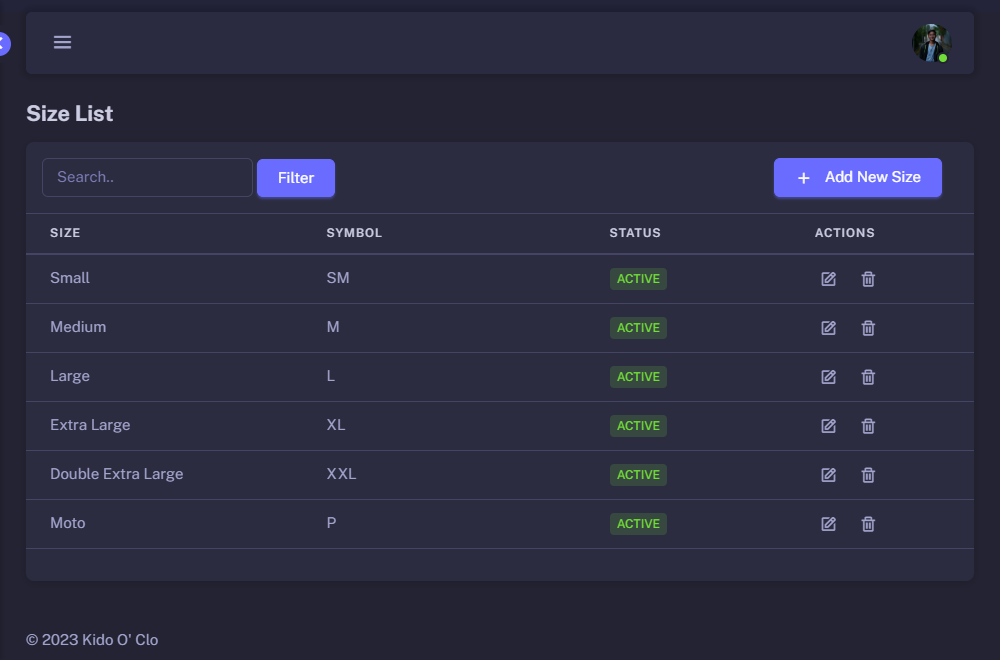 Size List
Search.. Filter + Add New Size
SIZE SYMBOL STATUS ACTIONS
Small SM ACTIVE
Medium M ACTIVE
Large L ACTIVE
Extra Large XL ACTIVE
Double Extra Large XXL ACTIVE
Moto P ACTIVE
© 2023 Kido O' Clo